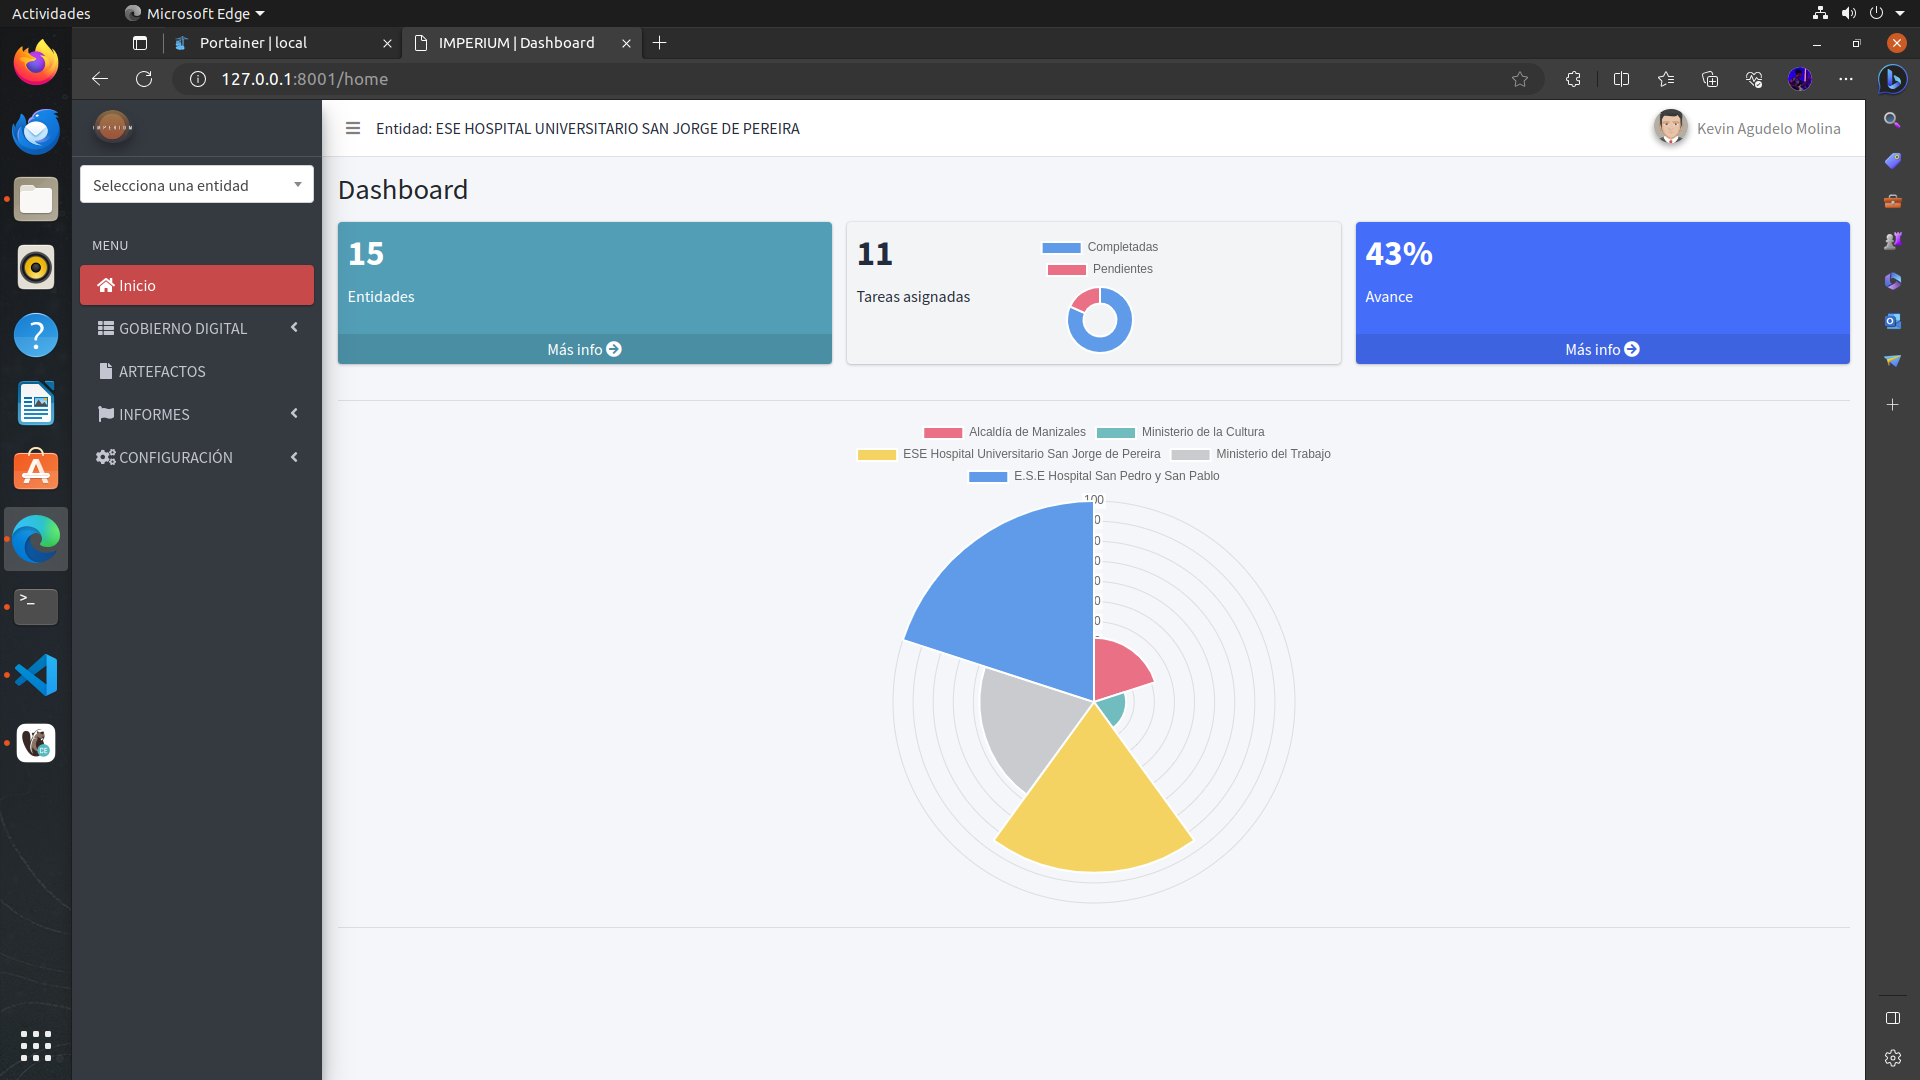 Actividades
Microsoft Edge
Portainer | local
IMPERIUM | Dashboard
127.0.0.1:8001/home
IMPERIUM
Entidad: ESE HOSPITAL UNIVERSITARIO SAN JORGE DE PEREIRA
Kevin Agudelo Molina
Selecciona una entidad
MENU
Inicio
GOBIERNO DIGITAL
ARTEFACTOS
INFORMES
CONFIGURACIÓN
Dashboard
15
Entidades
Más info
11
Tareas asignadas
Completadas
Pendientes
43%
Avance
Más info
Alcaldía de Manizales
Ministerio de la Cultura
ESE Hospital Universitario San Jorge de Pereira
Ministerio del Trabajo
E.S.E Hospital San Pedro y San Pablo
100
0
0
0
0
0
0